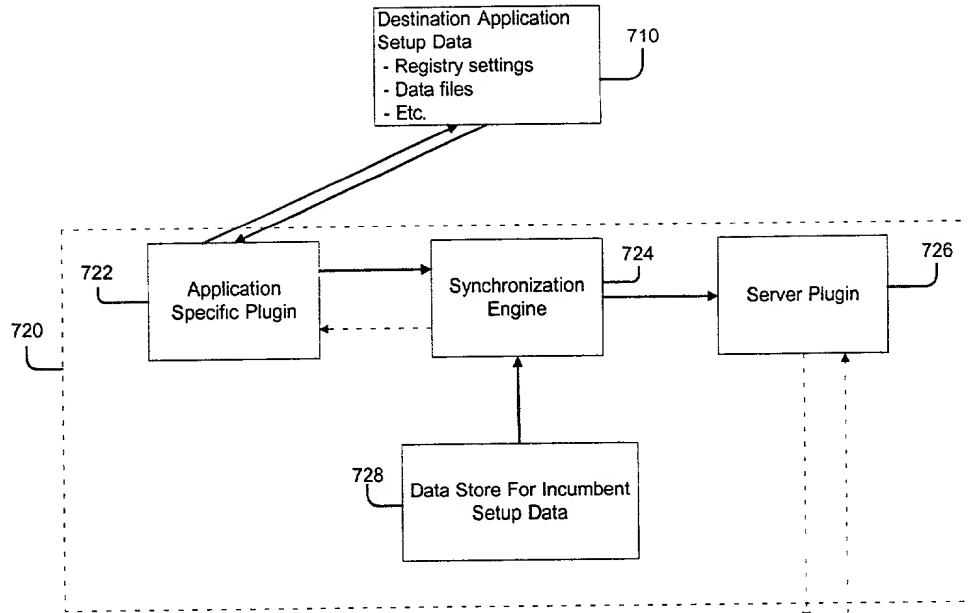 Destination Application
Setup Data
- Registry settings
- Data files
- Etc.
710
722
Application
Specific Plugin
Synchronization
Engine
724
Server Plugin
726
720
728
Data Store For Incumbent
Setup Data